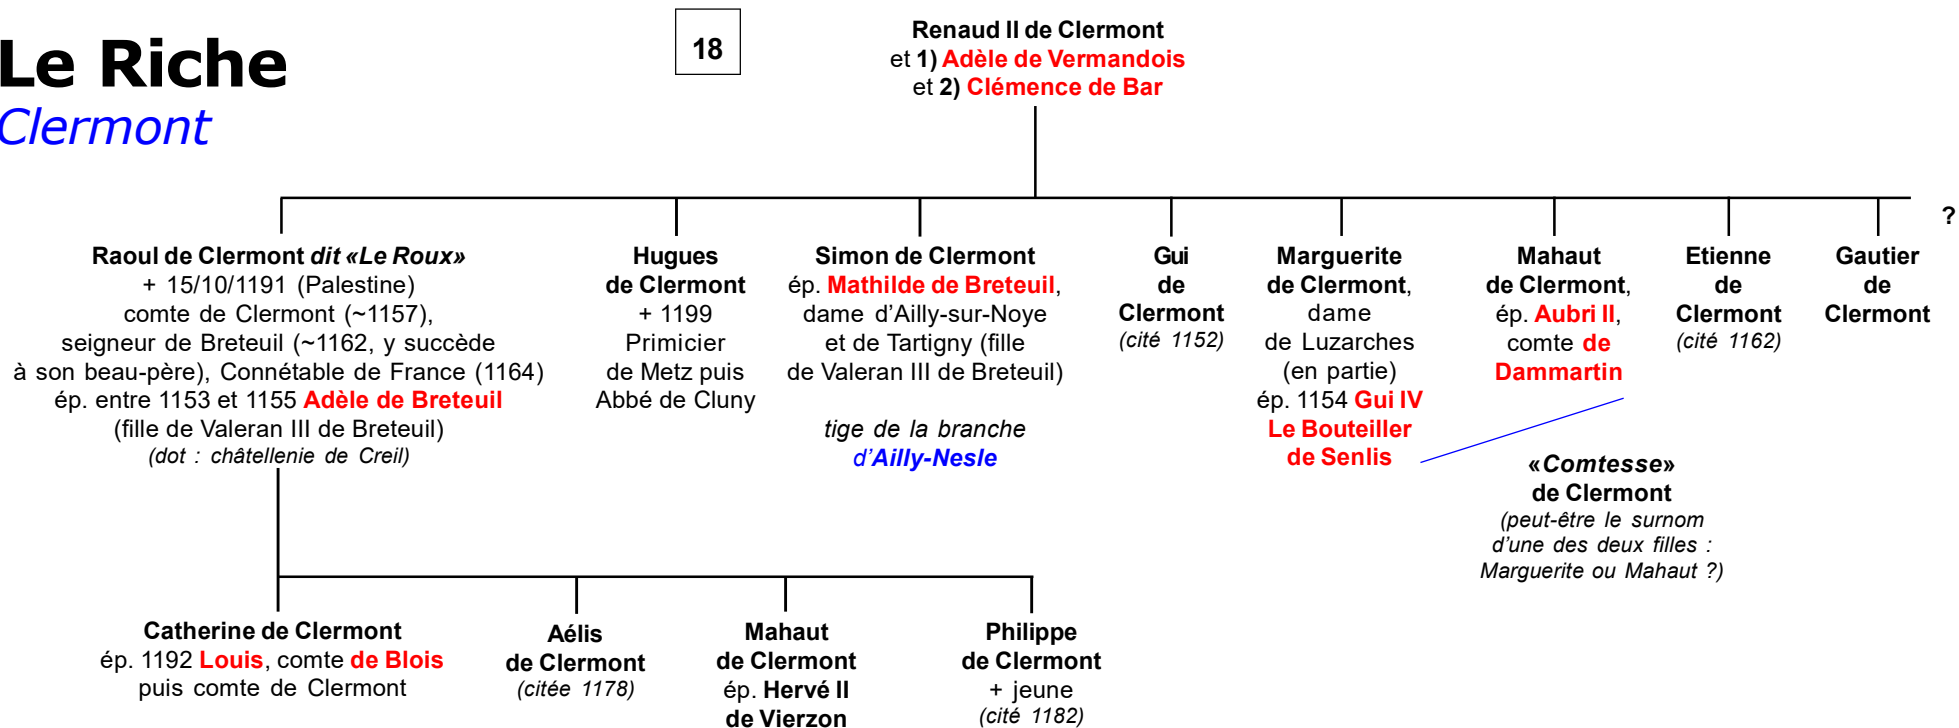 Le Riche
Clermont
18
Renaud II de Clermont
et 1) Adèle de Vermandois
et 2) Clémence de Bar
?
Raoul de Clermont dit «Le Roux»
+ 15/10/1191 (Palestine)
comte de Clermont (~1157),
seigneur de Breteuil (~1162, y succède
à son beau-père), Connétable de France (1164)
ép. entre 1153 et 1155 Adèle de Breteuil
(fille de Valeran III de Breteuil)
(dot : châtellenie de Creil)
Hugues
de Clermont
+ 1199
Primicier
de Metz puis
Abbé de Cluny
Simon de Clermont
ép. Mathilde de Breteuil,
dame d'Ailly-sur-Noye
et de Tartigny (fille
de Valeran III de Breteuil)
tige de la branche
d'Ailly-Nesle
Gui
de
Clermont
(cité 1152)
Marguerite
de Clermont,
dame
de Luzarches
(en partie)
ép. 1154 Gui IV
Le Bouteiller
de Senlis
Mahaut
de Clermont,
ép. Aubri II,
comte de
Dammartin
Etienne
de
Clermont
(cité 1162)
Gautier
de
Clermont
«Comtesse»
de Clermont
(peut-être le surnom
d'une des deux filles :
Marguerite ou Mahaut ?)
Catherine de Clermont
ép. 1192 Louis, comte de Blois
puis comte de Clermont
Aélis
de Clermont
(citée 1178)
Mahaut
de Clermont
ép. Hervé II
de Vierzon
Philippe
de Clermont
+ jeune
(cité 1182)